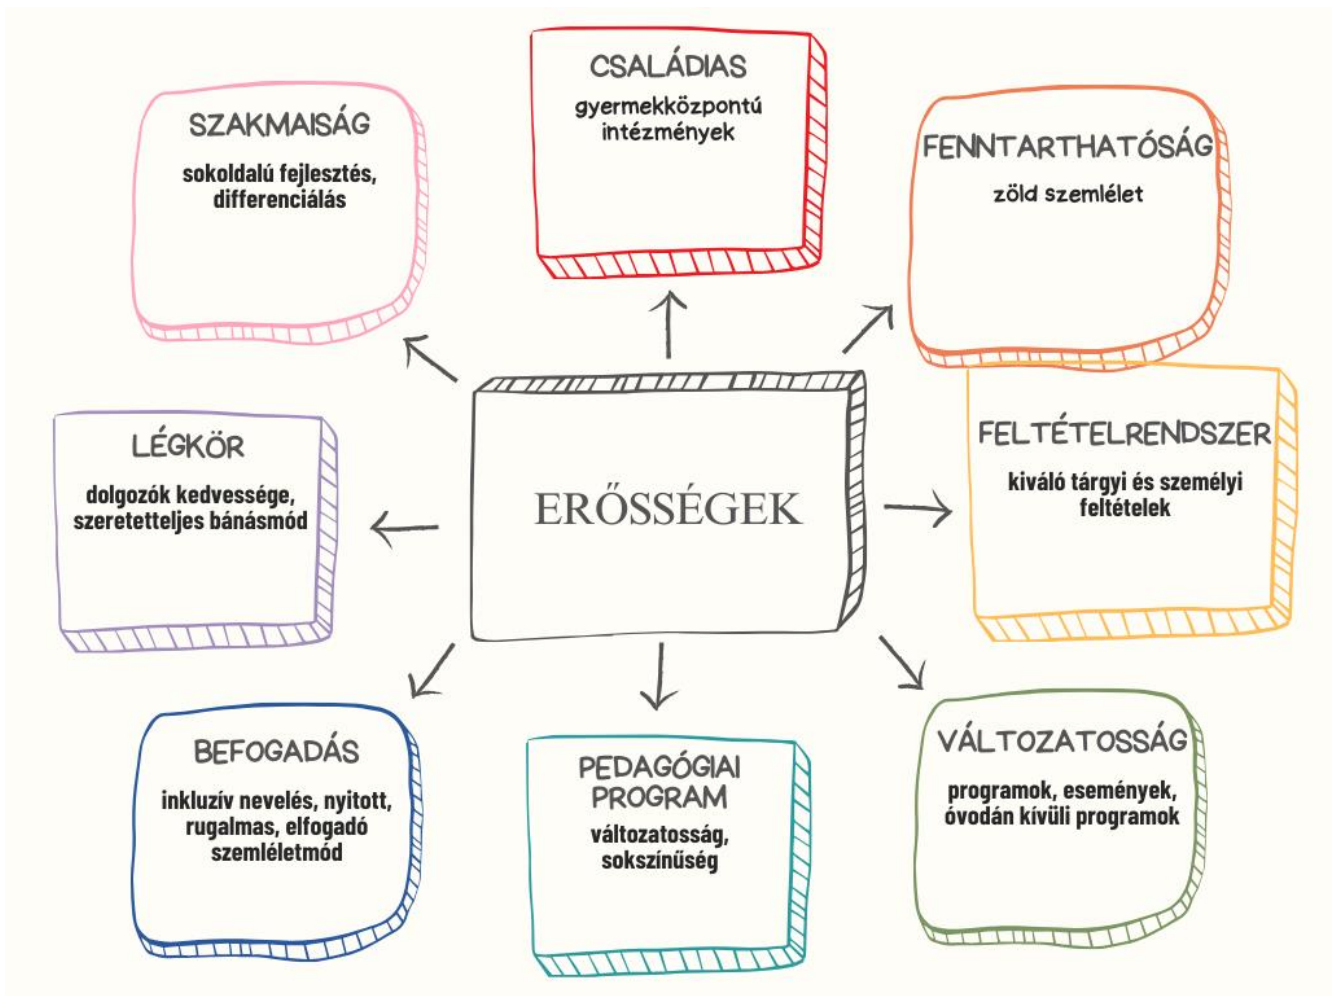 CSALÁDIAS
gyermekközpontú
intézmények
SZAKMAISÁG
sokoldalú fejlesztés,
differenciálás
FENNTARTHATÓSÁG
zöld szemlélet
LÉGKÖR
dolgozók kedvessége,
szeretetteljes bánásmód
ERŐSSÉGEK
FELTÉTELRENDSZER
kiváló tárgyi és személyi
feltételek
BEFOGADÁS
inkluzív nevelés, nyitott,
rugalmas, elfogadó
szemléletmód
PEDAGÓGIAI
PROGRAM
változatosság,
sokszínűség
VÁLTOZATOSSÁG
programok, események,
óvodán kívüli programok